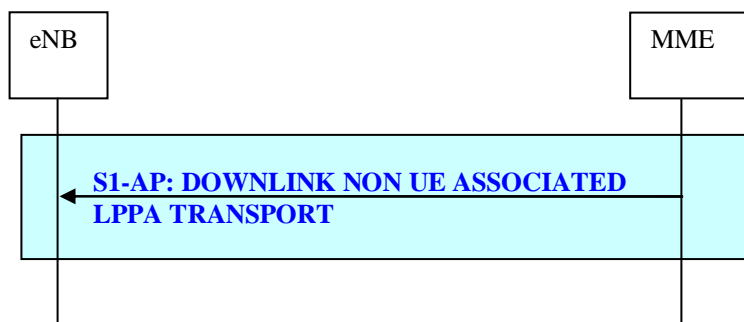 eNB
MME
S1-AP: DOWNLINK NON UE ASSOCIATED
LPPA TRANSPORT